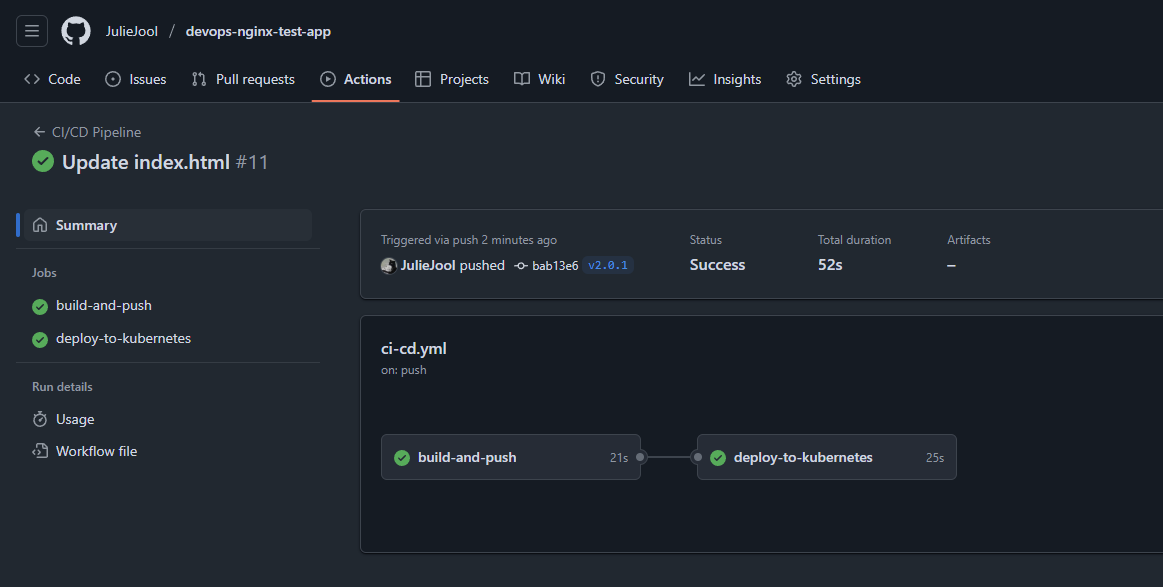 JulieJool / devops-nginx-test-app
Code Issues Pull requests Actions Projects Wiki Security Insights Settings
CI/CD Pipeline
Update index.html #11
Summary
Jobs
build-and-push
deploy-to-kubernetes
Run details
Usage
Workflow file
Triggered via push 2 minutes ago
JulieJool pushed bab13e6 v2.0.1
Status
Success
Total duration
52s
Artifacts
–
ci-cd.yml
on: push
build-and-push 21s
deploy-to-kubernetes 25s